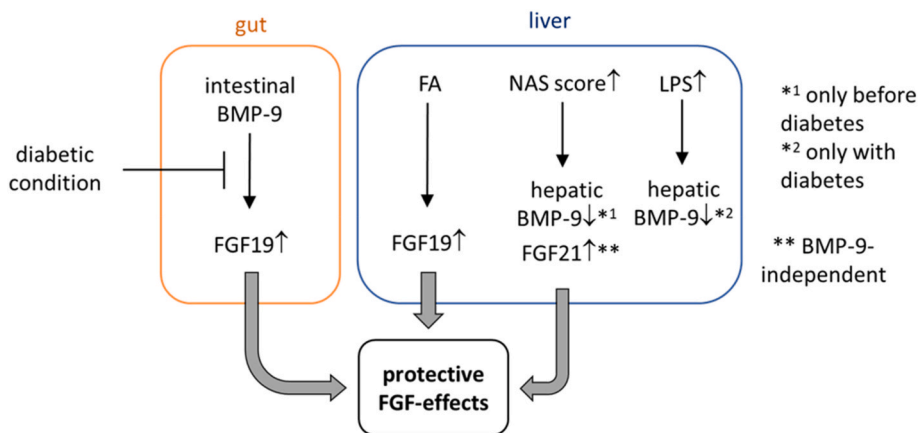 gut
liver
intestinal
BMP-9
FA
NAS score↑
LPS↑
*1 only before
diabetes
*2 only with
diabetes
diabetic
condition
hepatic
BMP-9↓*1
hepatic
BMP-9↓*2
FGF19↑
FGF19↑
FGF21↑**
** BMP-9-
independent
protective
FGF-effects